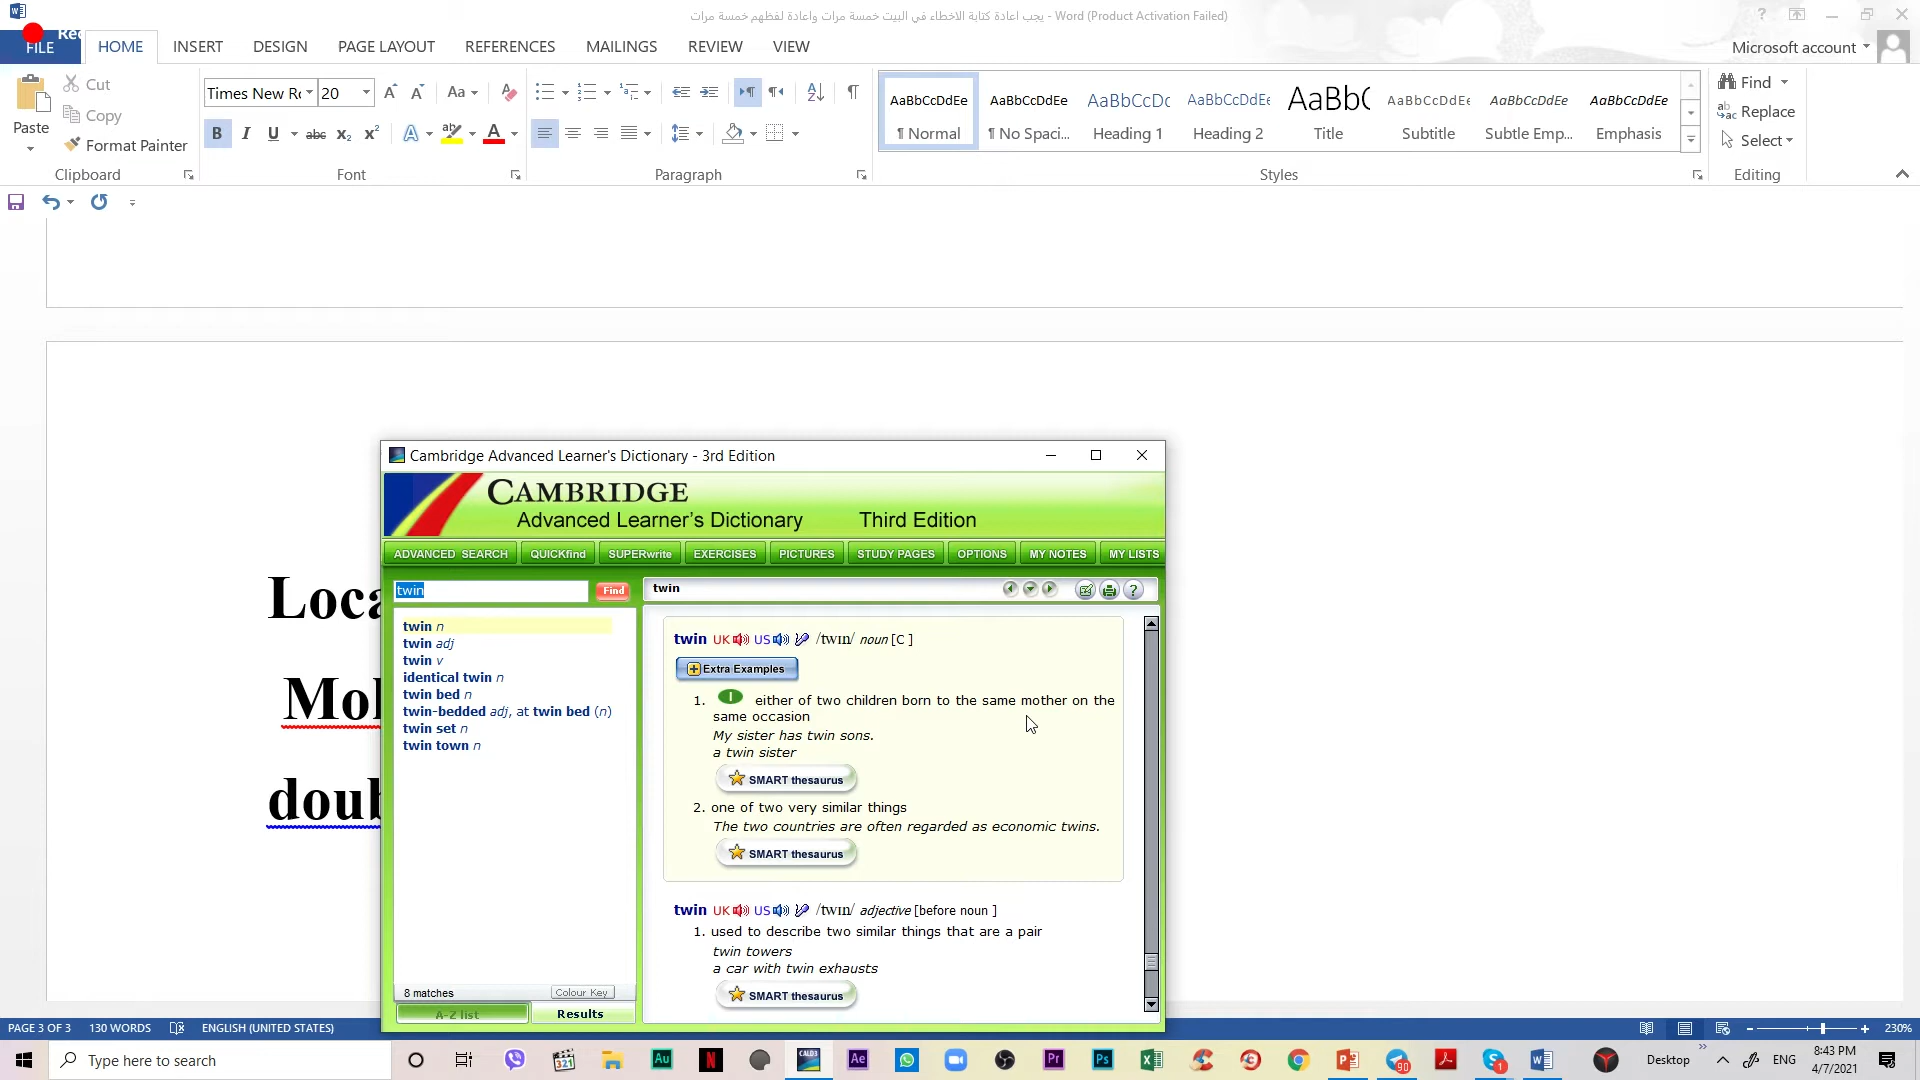 يجب اعادة كتابة الاخطاء في البيت خمسة مرات واعادة لفظهم خمسة مرات - Word (Product Activation Failed)
FILE HOME INSERT DESIGN PAGE LAYOUT REFERENCES MAILINGS REVIEW VIEW Microsoft account
Paste Cut Copy Format Painter
Clipboard
Times New Ro 20
Font
Paragraph
AaBbCcDdEe AaBbCcDdEe AaBbCcDc AaBbCcDdEe AaBb( AaBbCcDdEe AaBbCcDdEe AaBbCcDdEe
¶ Normal ¶ No Spaci... Heading 1 Heading 2 Title Subtitle Subtle Emp... Emphasis
Styles
Find
Replace
Select
Editing
Loca
Mol
doub
Cambridge Advanced Learner's Dictionary - 3rd Edition
CAMBRIDGE
Advanced Learner's Dictionary Third Edition
ADVANCED SEARCH QUICKfind SUPERwrite EXERCISES PICTURES STUDY PAGES OPTIONS MY NOTES MY LISTS
twin Find
twin n
twin adj
twin v
identical twin n
twin bed n
twin-bedded adj, at twin bed (n)
twin set n
twin town n
8 matches Colour Key
A-Z list Results
twin
twin UK US /twɪn/ noun [C ]
Extra Examples
1. I either of two children born to the same mother on the
same occasion
My sister has twin sons.
a twin sister
SMART thesaurus
2. one of two very similar things
The two countries are often regarded as economic twins.
SMART thesaurus
twin UK US /twɪn/ adjective [before noun ]
1. used to describe two similar things that are a pair
twin towers
a car with twin exhausts
SMART thesaurus
PAGE 3 OF 3 130 WORDS ENGLISH (UNITED STATES) 230%
Type here to search Desktop ENG 8:43 PM
4/7/2021